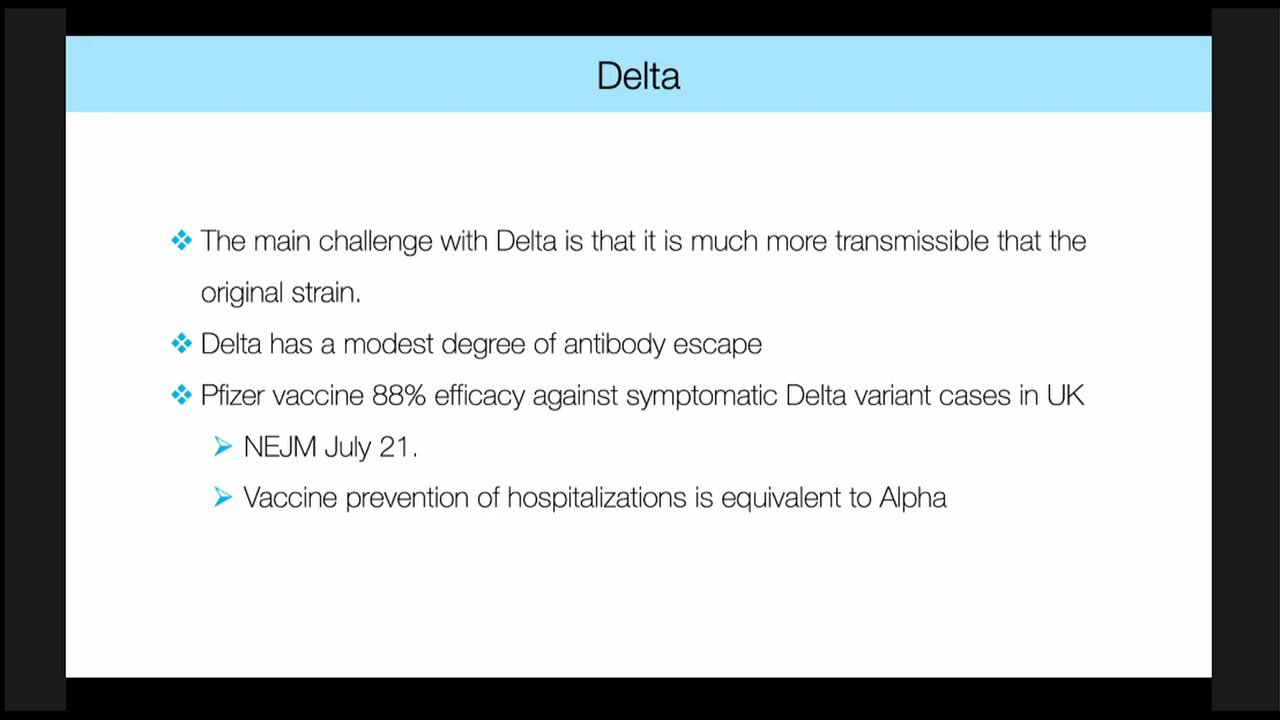 Delta
The main challenge with Delta is that it is much more transmissible that the
original strain.
Delta has a modest degree of antibody escape
Pfizer vaccine 88% efficacy against symptomatic Delta variant cases in UK
NEJM July 21.
Vaccine prevention of hospitalizations is equivalent to Alpha